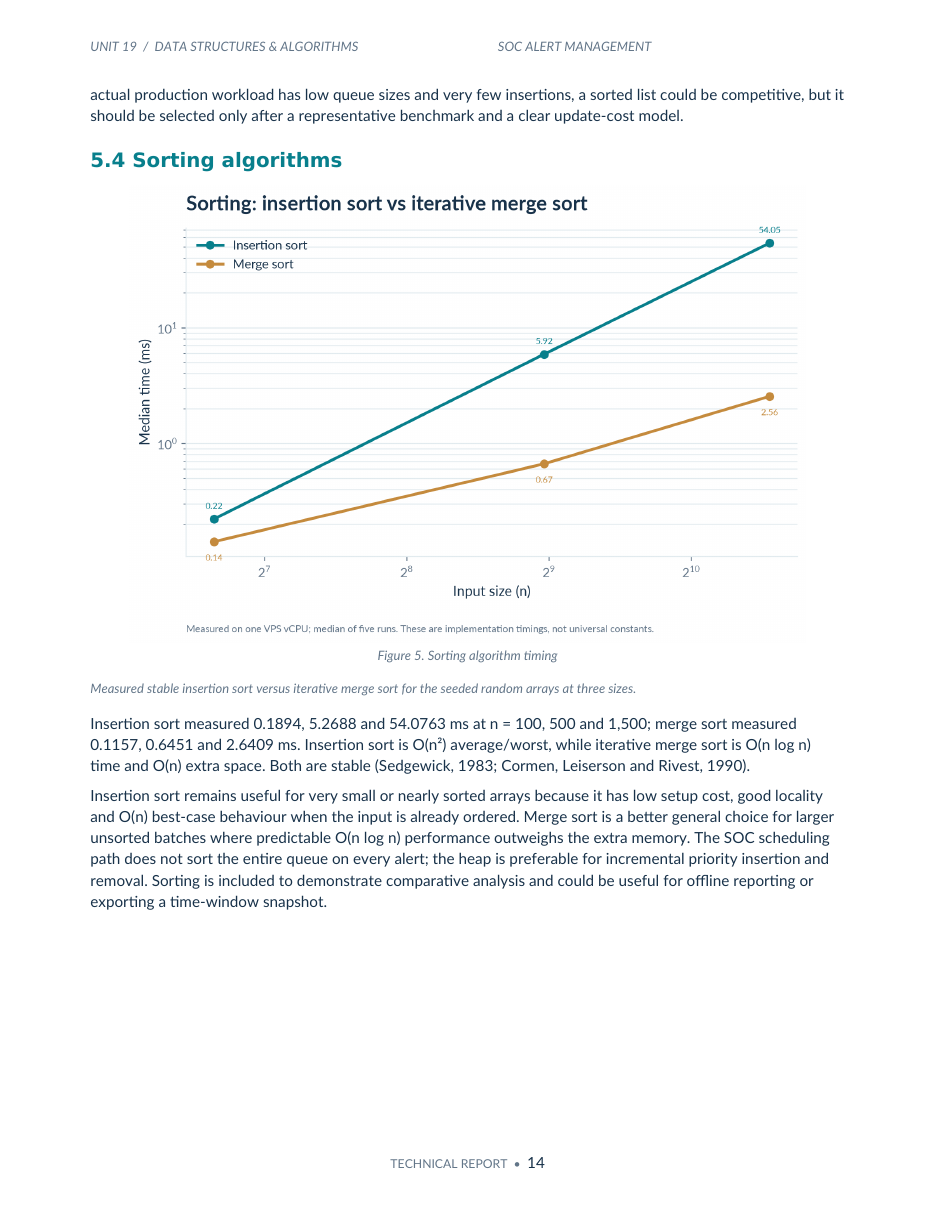 UNIT 19 / DATA STRUCTURES & ALGORITHMS SOC ALERT MANAGEMENT
actual production workload has low queue sizes and very few insertions, a sorted list could be competitive, but it
should be selected only after a representative benchmark and a clear update-cost model.
5.4 Sorting algorithms
Sorting: insertion sort vs iterative merge sort
54.05
Insertion sort
Merge sort
10¹
5.92
Median time (ms)
2.56
10⁰
0.67
0.22
0.14
2⁷ 2⁸ 2⁹ 2¹⁰
Input size (n)
Measured on one VPS vCPU; median of five runs. These are implementation timings, not universal constants.
Figure 5. Sorting algorithm timing
Measured stable insertion sort versus iterative merge sort for the seeded random arrays at three sizes.
Insertion sort measured 0.1894, 5.2688 and 54.0763 ms at n = 100, 500 and 1,500; merge sort measured
0.1157, 0.6451 and 2.6409 ms. Insertion sort is O(n²) average/worst, while iterative merge sort is O(n log n)
time and O(n) extra space. Both are stable (Sedgewick, 1983; Cormen, Leiserson and Rivest, 1990).
Insertion sort remains useful for very small or nearly sorted arrays because it has low setup cost, good locality
and O(n) best-case behaviour when the input is already ordered. Merge sort is a better general choice for larger
unsorted batches where predictable O(n log n) performance outweighs the extra memory. The SOC scheduling
path does not sort the entire queue on every alert; the heap is preferable for incremental priority insertion and
removal. Sorting is included to demonstrate comparative analysis and could be useful for offline reporting or
exporting a time-window snapshot.
TECHNICAL REPORT • 14